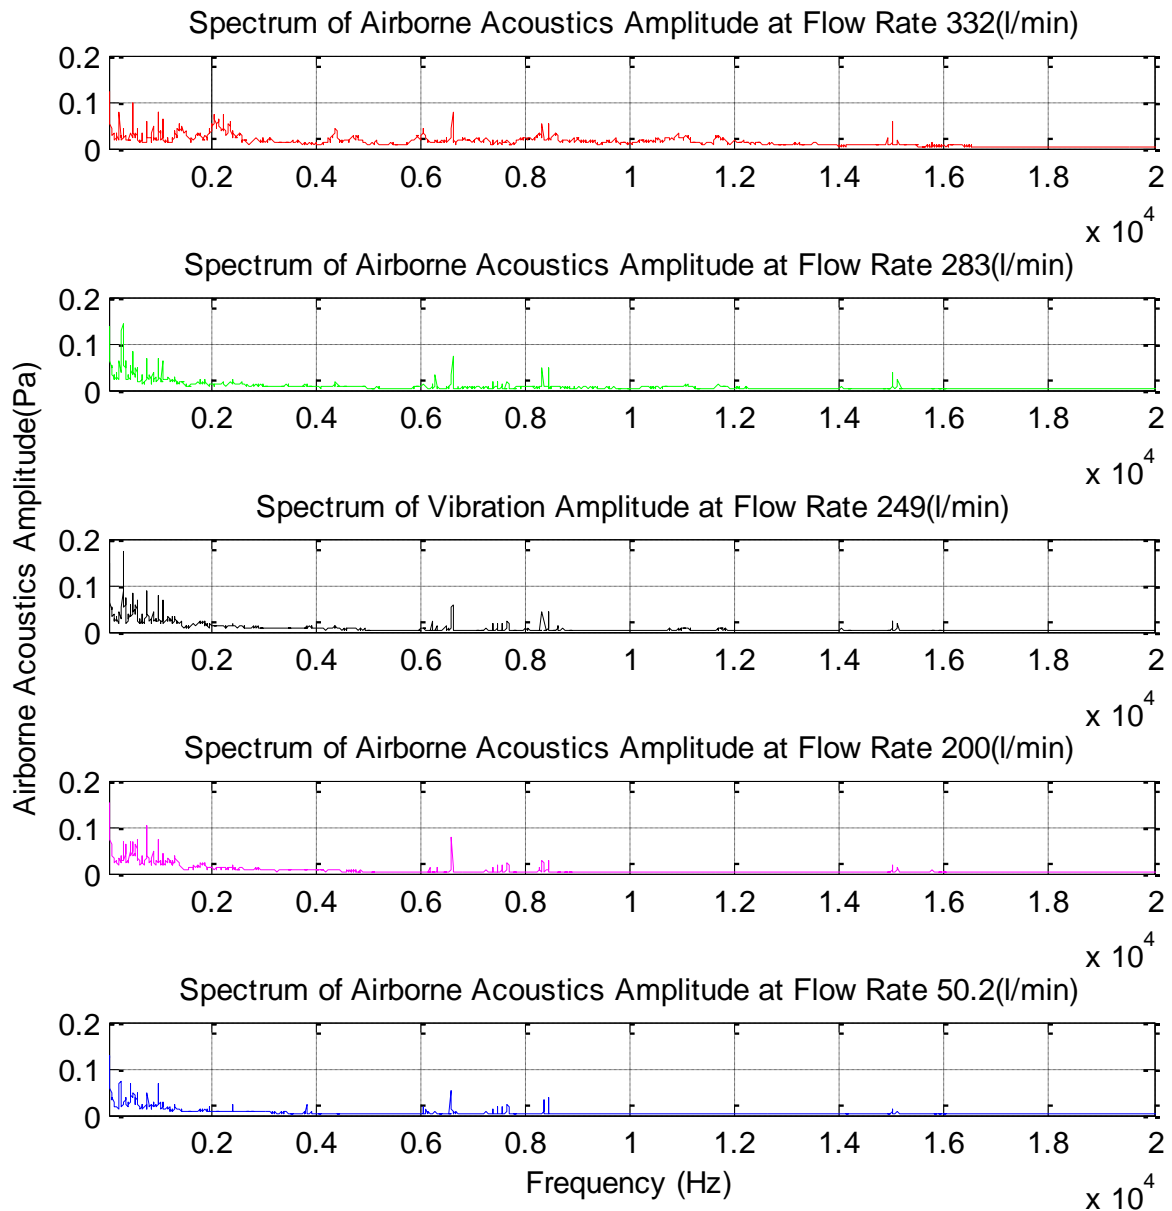 Spectrum of Airborne Acoustics Amplitude at Flow Rate 332(l/min)
0.2
0.1
0
0.2 0.4 0.6 0.8 1 1.2 1.4 1.6 1.8 2
x 10^4
Spectrum of Airborne Acoustics Amplitude at Flow Rate 283(l/min)
0.2
0.1
0
0.2 0.4 0.6 0.8 1 1.2 1.4 1.6 1.8 2
x 10^4
Airborne Acoustics Amplitude(Pa)
Spectrum of Vibration Amplitude at Flow Rate 249(l/min)
0.2
0.1
0
0.2 0.4 0.6 0.8 1 1.2 1.4 1.6 1.8 2
x 10^4
Spectrum of Airborne Acoustics Amplitude at Flow Rate 200(l/min)
0.2
0.1
0
0.2 0.4 0.6 0.8 1 1.2 1.4 1.6 1.8 2
x 10^4
Spectrum of Airborne Acoustics Amplitude at Flow Rate 50.2(l/min)
0.2
0.1
0
0.2 0.4 0.6 0.8 1 1.2 1.4 1.6 1.8 2
Frequency (Hz)
x 10^4